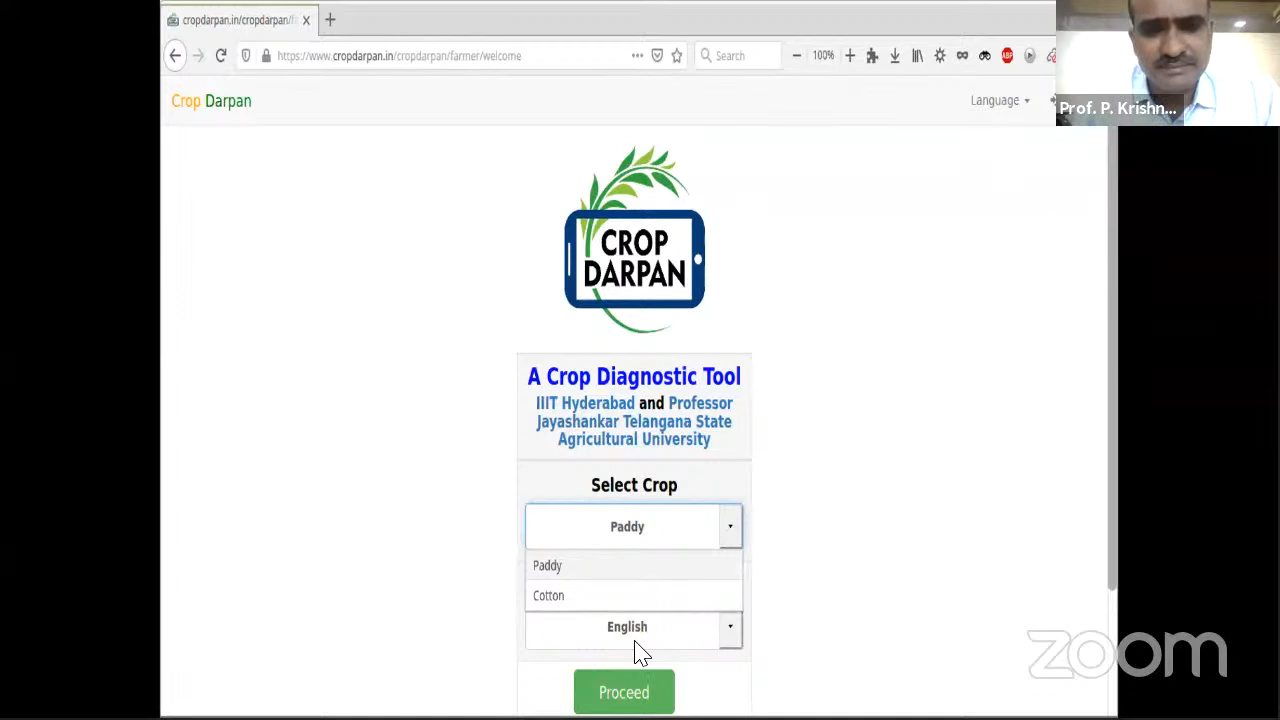 cropdarpan.in/cropdarpan/f
https://www.cropdarpan.in/cropdarpan/farmer/welcome
Search
100%
ABP
Crop Darpan
Language
Prof. P. Krishn...
CROP
DARPAN
A Crop Diagnostic Tool
IIIT Hyderabad and Professor
Jayashankar Telangana State
Agricultural University
Select Crop
Paddy
Paddy
Cotton
English
Proceed
zoom